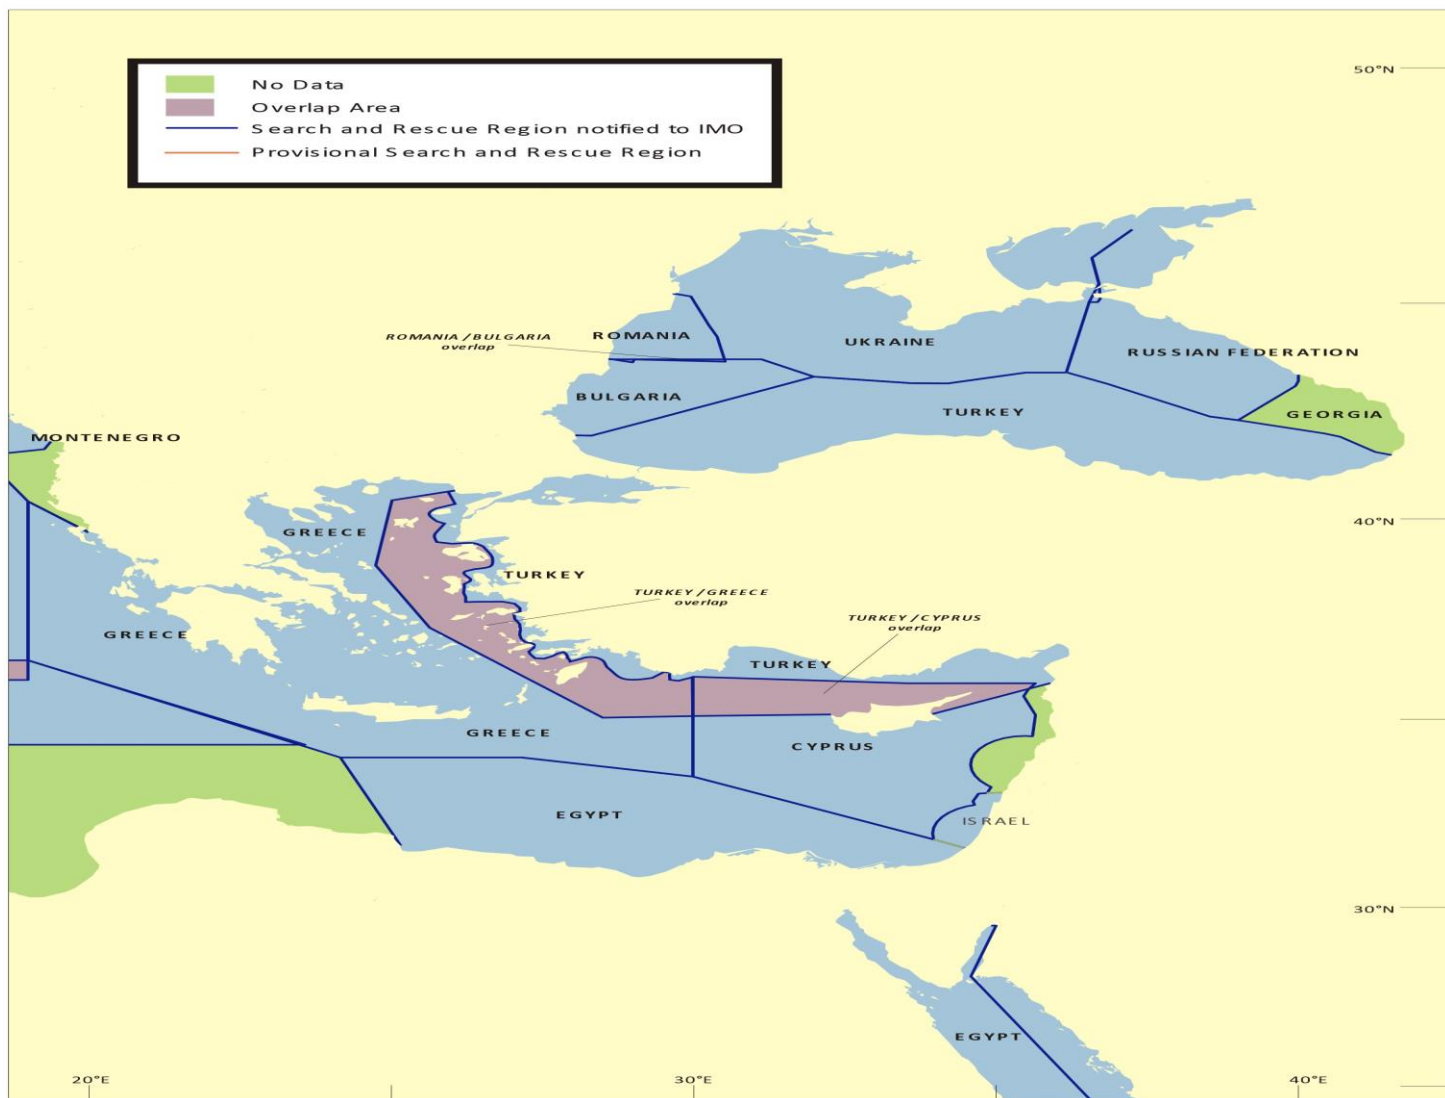 No Data
Overlap Area
Search and Rescue Region notified to IMO
Provisional Search and Rescue Region
50°N
ROMANIA/BULGARIA
overlap
ROMANIA
UKRAINE
RUSSIAN FEDERATION
BULGARIA
TURKEY
GEORGIA
MONTENEGRO
40°N
GREECE
TURKEY
TURKEY/GREECE
overlap
TURKEY/CYPRUS
overlap
GREECE
TURKEY
GREECE
CYPRUS
EGYPT
ISRAEL
30°N
EGYPT
20°E
30°E
40°E